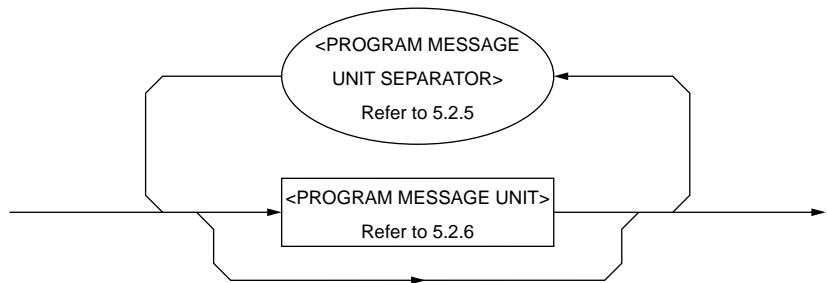 <PROGRAM MESSAGE
UNIT SEPARATOR>
Refer to 5.2.5
<PROGRAM MESSAGE UNIT>
Refer to 5.2.6